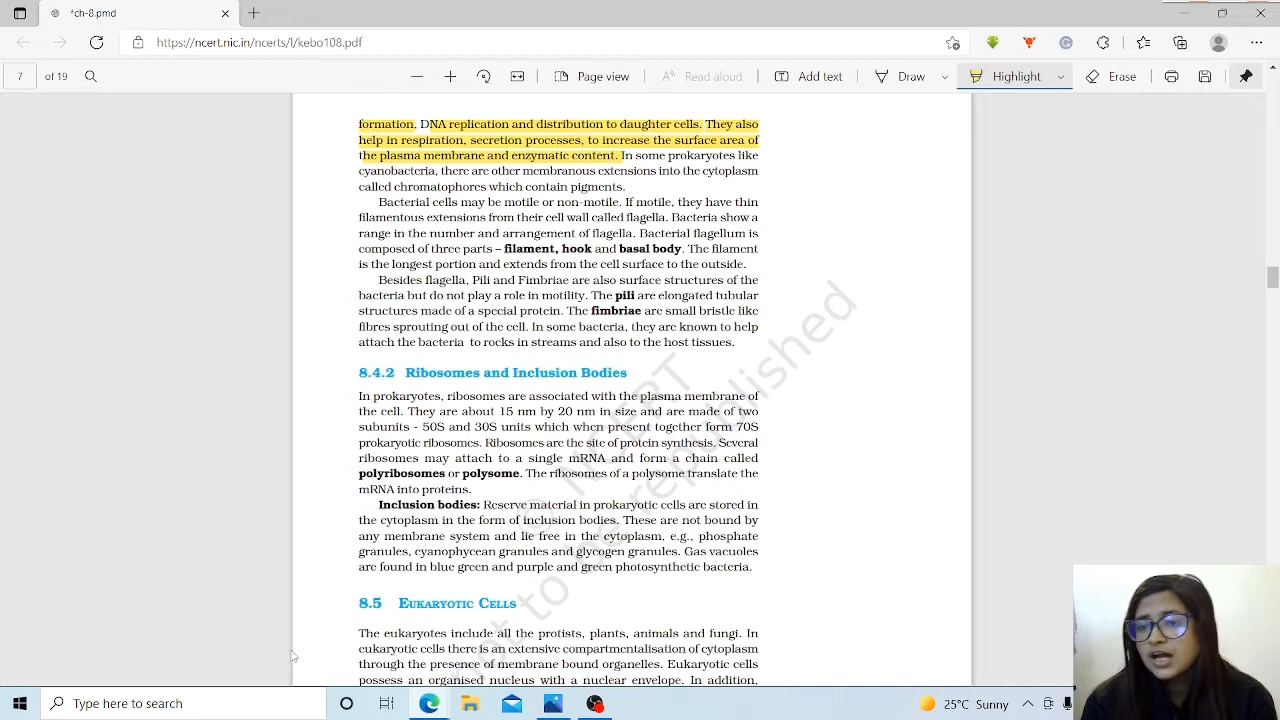 *ch-8.pmd
https://ncert.nic.in/ncerts/l/kebo108.pdf
7 of 19
Page view
Read aloud
Add text
Draw
Highlight
Erase
formation, DNA replication and distribution to daughter cells. They also
help in respiration, secretion processes, to increase the surface area of
the plasma membrane and enzymatic content. In some prokaryotes like
cyanobacteria, there are other membranous extensions into the cytoplasm
called chromatophores which contain pigments.
Bacterial cells may be motile or non-motile. If motile, they have thin
filamentous extensions from their cell wall called flagella. Bacteria show a
range in the number and arrangement of flagella. Bacterial flagellum is
composed of three parts – filament, hook and basal body. The filament
is the longest portion and extends from the cell surface to the outside.
Besides flagella, Pili and Fimbriae are also surface structures of the
bacteria but do not play a role in motility. The pili are elongated tubular
structures made of a special protein. The fimbriae are small bristle like
fibres sprouting out of the cell. In some bacteria, they are known to help
attach the bacteria to rocks in streams and also to the host tissues.
8.4.2 Ribosomes and Inclusion Bodies
In prokaryotes, ribosomes are associated with the plasma membrane of
the cell. They are about 15 nm by 20 nm in size and are made of two
subunits - 50S and 30S units which when present together form 70S
prokaryotic ribosomes. Ribosomes are the site of protein synthesis. Several
ribosomes may attach to a single mRNA and form a chain called
polyribosomes or polysome. The ribosomes of a polysome translate the
mRNA into proteins.
Inclusion bodies: Reserve material in prokaryotic cells are stored in
the cytoplasm in the form of inclusion bodies. These are not bound by
any membrane system and lie free in the cytoplasm, e.g., phosphate
granules, cyanophycean granules and glycogen granules. Gas vacuoles
are found in blue green and purple and green photosynthetic bacteria.
8.5 EUKARYOTIC CELLS
The eukaryotes include all the protists, plants, animals and fungi. In
eukaryotic cells there is an extensive compartmentalisation of cytoplasm
through the presence of membrane bound organelles. Eukaryotic cells
possess an organised nucleus with a nuclear envelope. In addition,
© NCERT
not to be republished
Type here to search
25°C Sunny